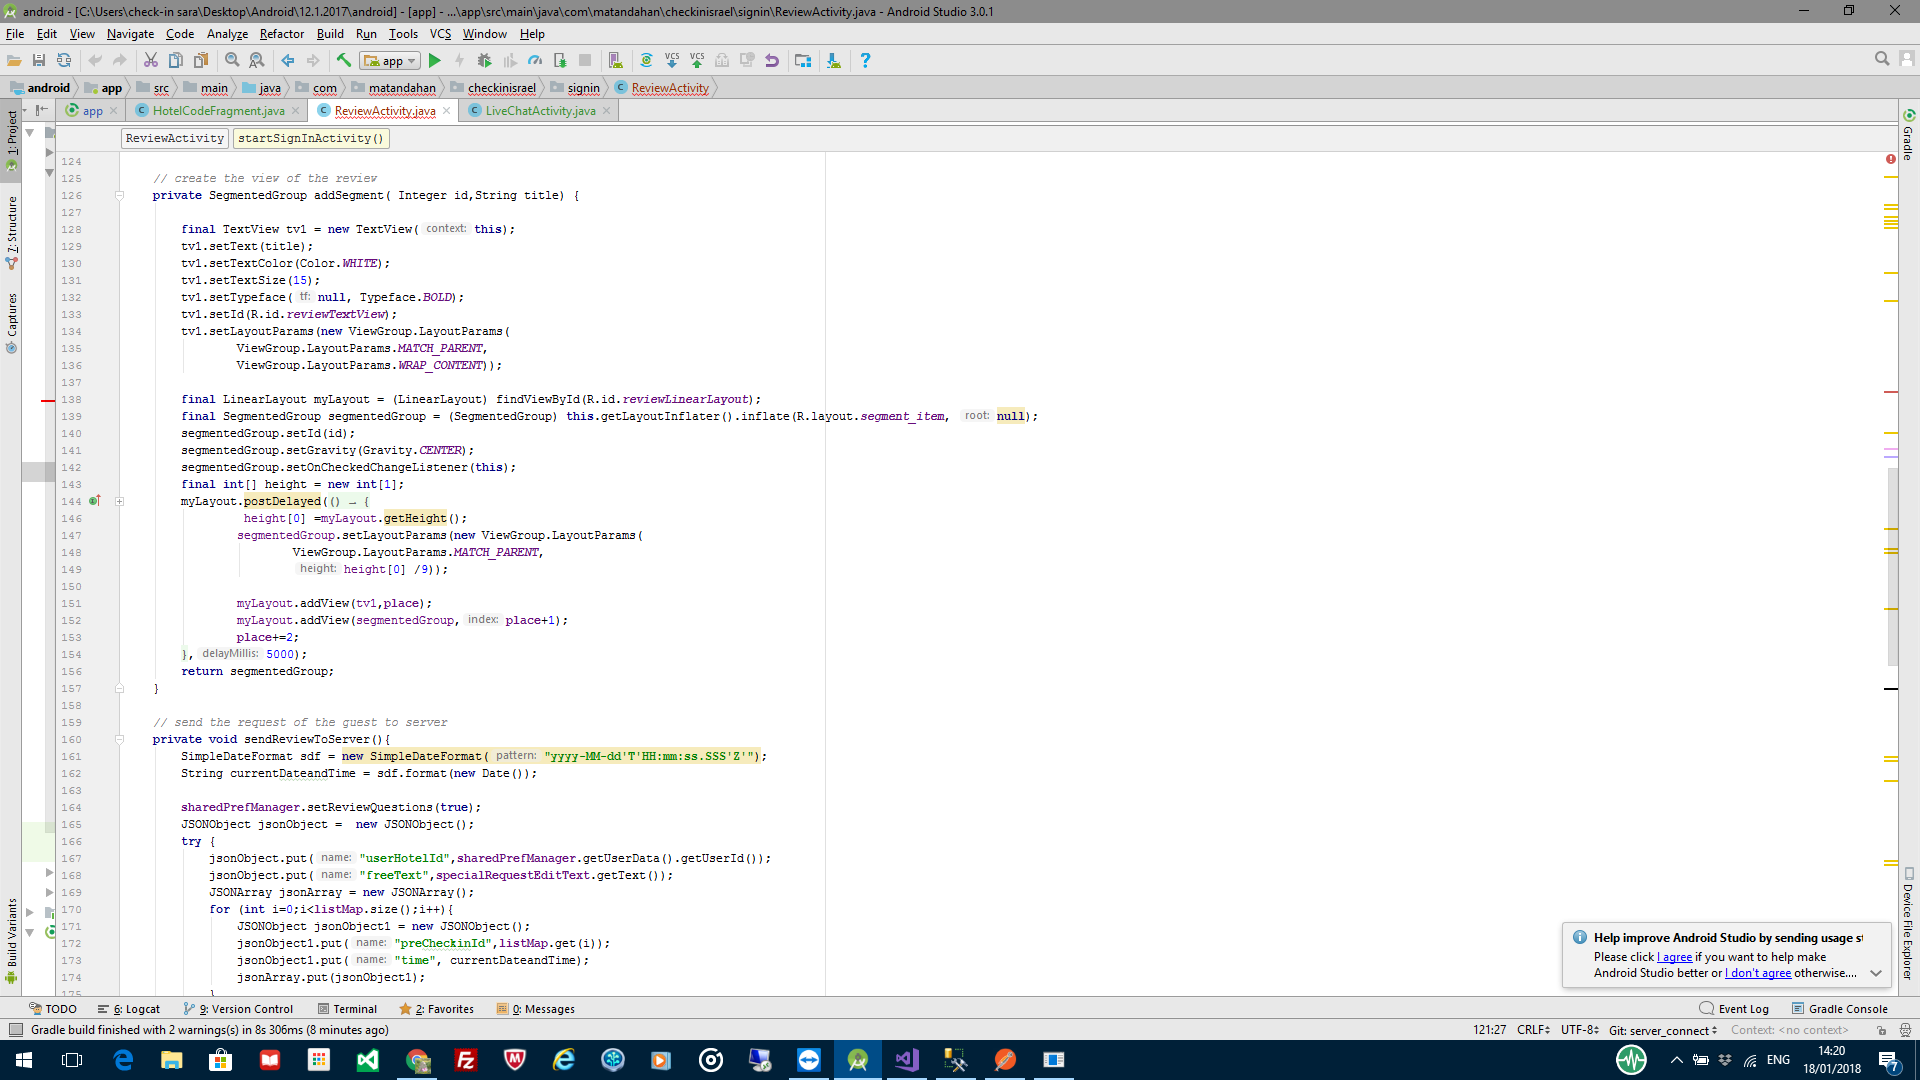 android - [C:\Users\check-in sara\Desktop\Android\12.1.2017\android] - [app] - ...\app\src\main\java\com\matandahan\checkinisrael\signin\ReviewActivity.java - Android Studio 3.0.1
File Edit View Navigate Code Analyze Refactor Build Run Tools VCS Window Help
app
android app src main java com matandahan checkinisrael signin ReviewActivity
app HotelCodeFragment.java ReviewActivity.java LiveChatActivity.java
ReviewActivity startSignInActivity()
1: Project
7: Structure
Captures
Build Variants
Gradle
Device File Explorer
124
125 // create the view of the review
126 private SegmentedGroup addSegment( Integer id,String title) {
127
128 final TextView tv1 = new TextView( context: this);
129 tv1.setText(title);
130 tv1.setTextColor(Color.WHITE);
131 tv1.setTextSize(15);
132 tv1.setTypeface( tf: null, Typeface.BOLD);
133 tv1.setId(R.id.reviewTextView);
134 tv1.setLayoutParams(new ViewGroup.LayoutParams(
135 ViewGroup.LayoutParams.MATCH_PARENT,
136 ViewGroup.LayoutParams.WRAP_CONTENT));
137
138 final LinearLayout myLayout = (LinearLayout) findViewById(R.id.reviewLinearLayout);
139 final SegmentedGroup segmentedGroup = (SegmentedGroup) this.getLayoutInflater().inflate(R.layout.segment_item, root: null);
140 segmentedGroup.setId(id);
141 segmentedGroup.setGravity(Gravity.CENTER);
142 segmentedGroup.setOnCheckedChangeListener(this);
143 final int[] height = new int[1];
144 myLayout.postDelayed(() → {
146 height[0] =myLayout.getHeight();
147 segmentedGroup.setLayoutParams(new ViewGroup.LayoutParams(
148 ViewGroup.LayoutParams.MATCH_PARENT,
149 height: height[0] /9));
150
151 myLayout.addView(tv1,place);
152 myLayout.addView(segmentedGroup, index: place+1);
153 place+=2;
154 }, delayMillis: 5000);
156 return segmentedGroup;
157 }
158
159 // send the request of the guest to server
160 private void sendReviewToServer(){
161 SimpleDateFormat sdf = new SimpleDateFormat( pattern: "yyyy-MM-dd'T'HH:mm:ss.SSS'Z'");
162 String currentDateandTime = sdf.format(new Date());
163
164 sharedPrefManager.setReviewQuestions(true);
165 JSONObject jsonObject =  new JSONObject();
166 try {
167 jsonObject.put( name: "userHotelId",sharedPrefManager.getUserData().getUserId());
168 jsonObject.put( name: "freeText",specialRequestEditText.getText());
169 JSONArray jsonArray = new JSONArray();
170 for (int i=0;i<listMap.size();i++){
171 JSONObject jsonObject1 = new JSONObject();
172 jsonObject1.put( name: "preCheckinId",listMap.get(i));
173 jsonObject1.put( name: "time", currentDateandTime);
174 jsonArray.put(jsonObject1);
175 }
Help improve Android Studio by sending usage st
Please click I agree if you want to help make
Android Studio better or I don't agree otherwise....
TODO 6: Logcat 9: Version Control Terminal 2: Favorites 0: Messages Event Log Gradle Console
Gradle build finished with 2 warnings(s) in 8s 306ms (8 minutes ago) 121:27 CRLF UTF-8 Git: server_connect Context: <no context>
ENG 14:20
18/01/2018
7